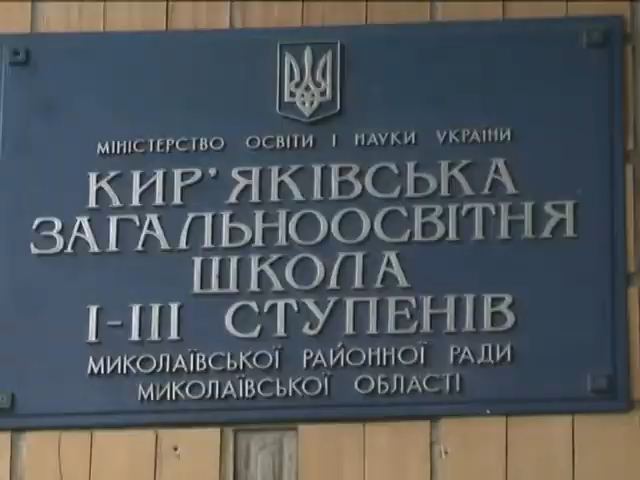 МІНІСТЕРСТВО ОСВІТИ І НАУКИ УКРАЇНИ
КИР'ЯКІВСЬКА
ЗАГАЛЬНООСВІТНЯ
ШКОЛА
І-ІІІ СТУПЕНІВ
МИКОЛАЇВСЬКОЇ РАЙОННОЇ РАДИ
МИКОЛАЇВСЬКОЇ ОБЛАСТІ